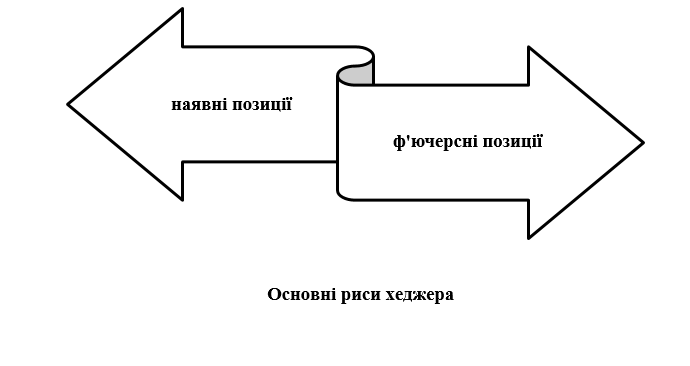 наявні позиції
ф'ючерсні позиції
Основні риси хеджера